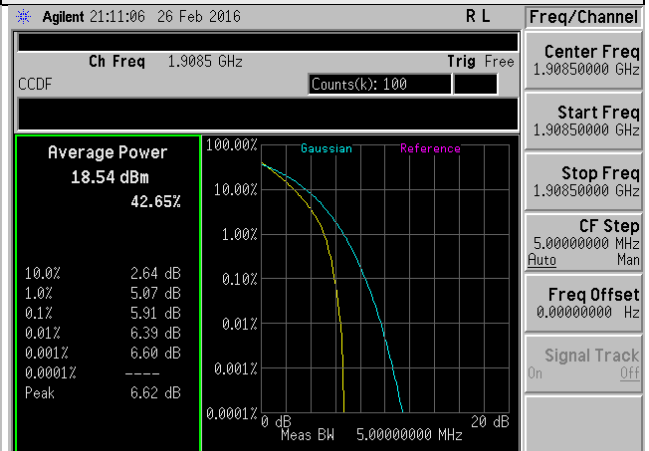 Agilent 21:11:06 26 Feb 2016 R L
Ch Freq 1.9085 GHz Trig Free
CCDF Counts(k): 100
Average Power
18.54 dBm
42.65%
10.0% 2.64 dB
1.0% 5.07 dB
0.1% 5.91 dB
0.01% 6.39 dB
0.001% 6.60 dB
0.0001% ----
Peak 6.62 dB
Gaussian Reference
100.00%
10.00%
1.00%
0.10%
0.01%
0.001%
0.0001%
0 dB 20 dB
Meas BW 5.00000000 MHz
Freq/Channel
Center Freq
1.90850000 GHz
Start Freq
1.90850000 GHz
Stop Freq
1.90850000 GHz
CF Step
5.00000000 MHz
Auto Man
Freq Offset
0.00000000 Hz
Signal Track
On Off